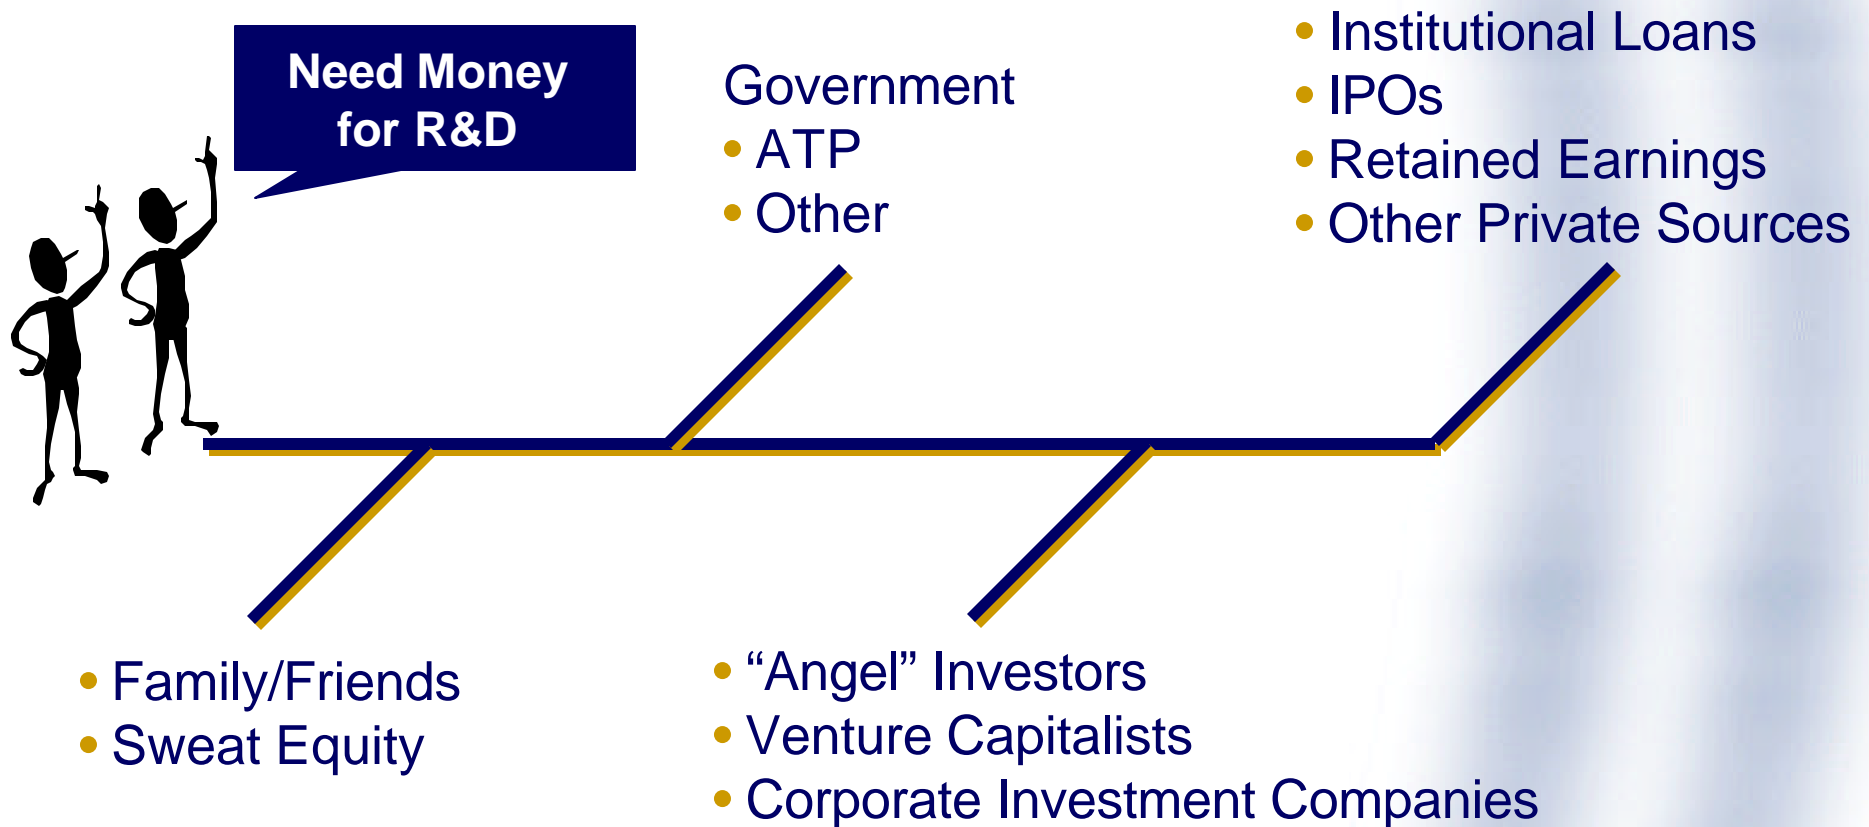 Need Money
for R&D
Government
• ATP
• Other
• Institutional Loans
• IPOs
• Retained Earnings
• Other Private Sources
• Family/Friends
• Sweat Equity
• “Angel” Investors
• Venture Capitalists
• Corporate Investment Companies